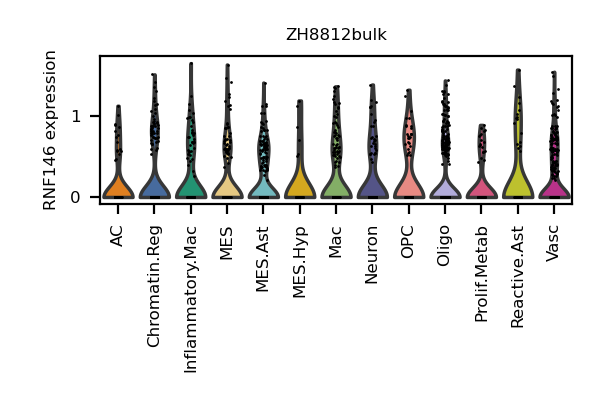 ZH8812bulk
RNF146 expression
1
0
AC
Chromatin.Reg
Inflammatory.Mac
MES
MES.Ast
MES.Hyp
Mac
Neuron
OPC
Oligo
Prolif.Metab
Reactive.Ast
Vasc